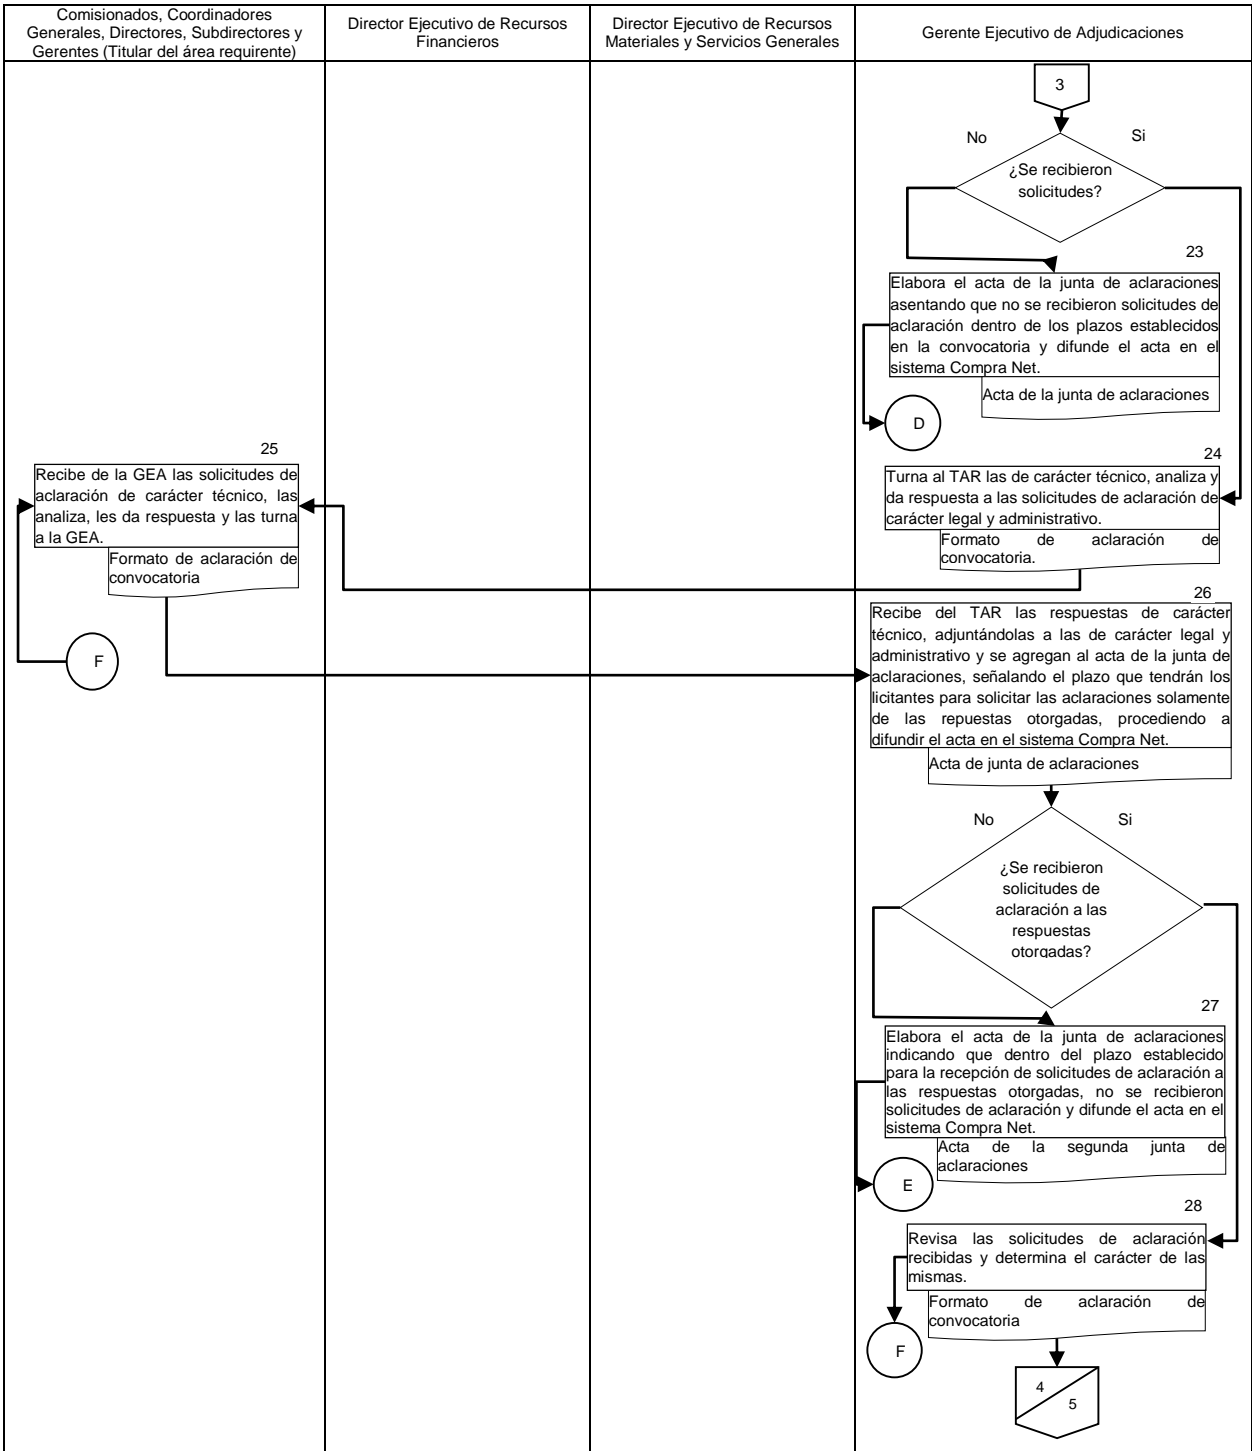 Comisionados, Coordinadores
Generales, Directores, Subdirectores y
Gerentes (Titular del área requirente)
Director Ejecutivo de Recursos
Financieros
Director Ejecutivo de Recursos
Materiales y Servicios Generales
Gerente Ejecutivo de Adjudicaciones
3
No
Si
¿Se recibieron
solicitudes?
23
Elabora el acta de la junta de aclaraciones
asentando que no se recibieron solicitudes de
aclaración dentro de los plazos establecidos
en la convocatoria y difunde el acta en el
sistema Compra Net.
Acta de la junta de aclaraciones
D
24
Turna al TAR las de carácter técnico, analiza y
da respuesta a las solicitudes de aclaración de
carácter legal y administrativo.
Formato de aclaración de
convocatoria.
25
Recibe de la GEA las solicitudes de
aclaración de carácter técnico, las
analiza, les da respuesta y las turna
a la GEA.
Formato de aclaración de
convocatoria
F
26
Recibe del TAR las respuestas de carácter
técnico, adjuntándolas a las de carácter legal y
administrativo y se agregan al acta de la junta de
aclaraciones, señalando el plazo que tendrán los
licitantes para solicitar las aclaraciones solamente
de las repuestas otorgadas, procediendo a
difundir el acta en el sistema Compra Net.
Acta de junta de aclaraciones
No
Si
¿Se recibieron
solicitudes de
aclaración a las
respuestas
otorgadas?
27
Elabora el acta de la junta de aclaraciones
indicando que dentro del plazo establecido
para la recepción de solicitudes de aclaración a
las respuestas otorgadas, no se recibieron
solicitudes de aclaración y difunde el acta en el
sistema Compra Net.
Acta de la segunda junta de
aclaraciones
E
28
Revisa las solicitudes de aclaración
recibidas y determina el carácter de las
mismas.
Formato de aclaración de
convocatoria
F
4
5